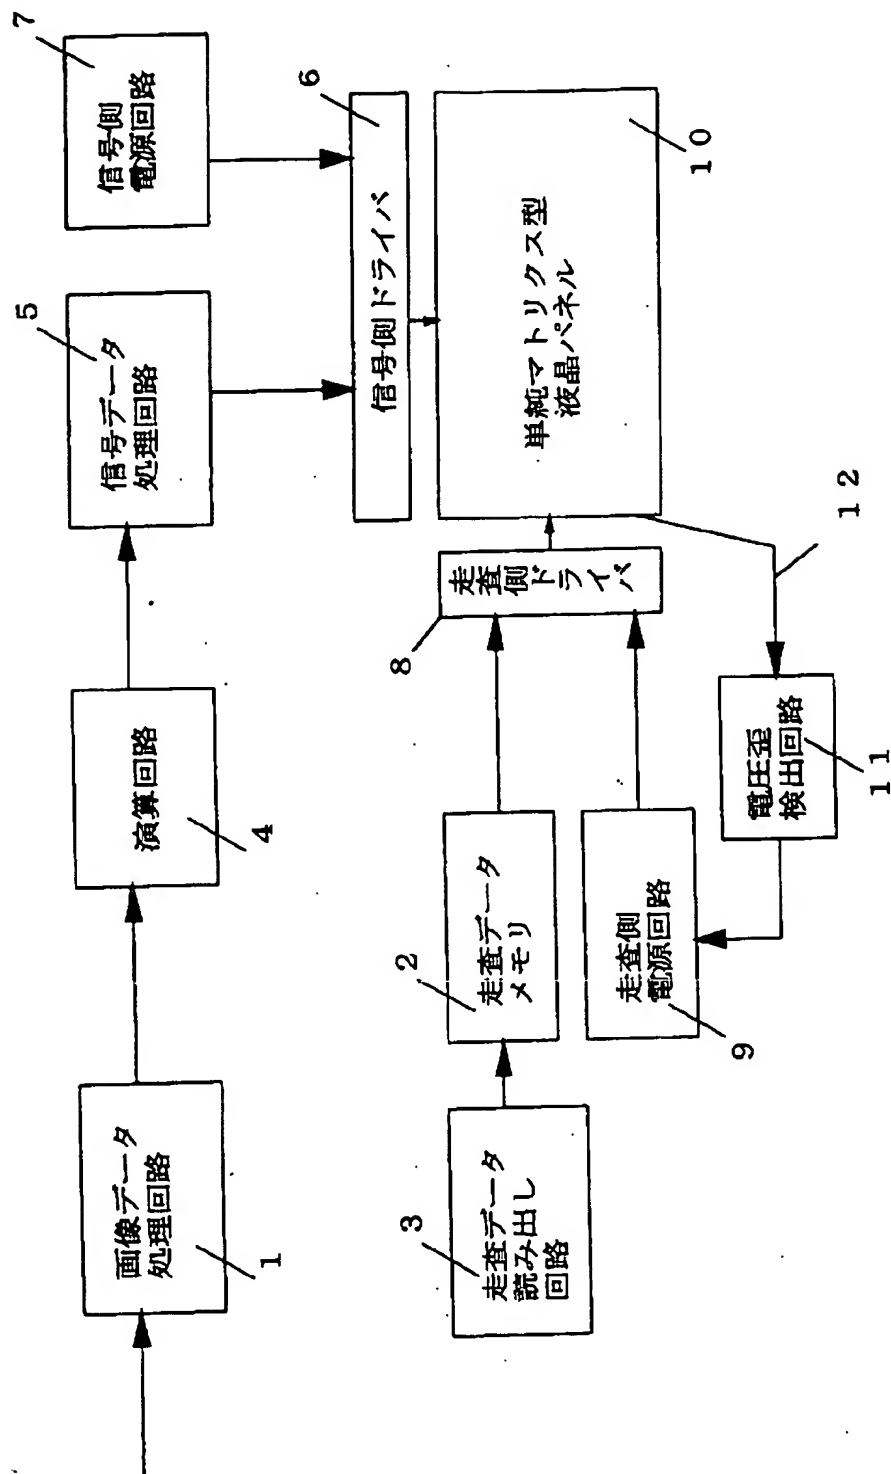 画像データ
処理回路
1
演算回路
4
信号データ
処理回路
5
信号側
電源回路
7
信号側ドライバ
6
走査データ
読み出し
回路
3
走査データ
メモリ
2
走査側
ドライバ
8
単純マトリクス型
液晶パネル
10
走査側
電源回路
9
電圧歪
検出回路
11
12